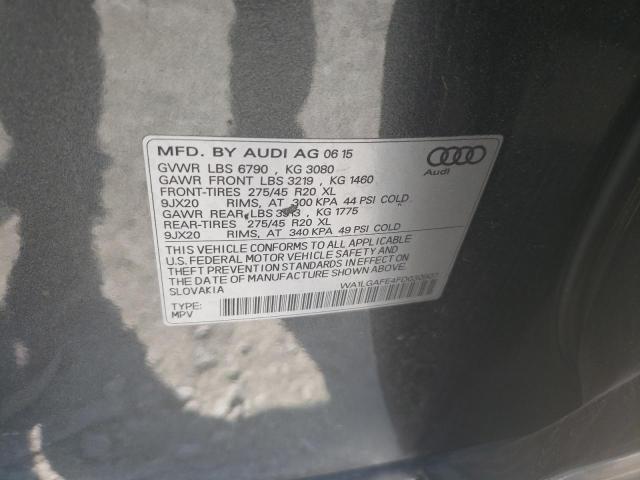 MFD. BY AUDI AG 06 15
GVWR LBS 6790 , KG 3080
GAWR FRONT LBS 3219 , KG 1460
FRONT-TIRES 275/45 R20 XL
9JX20 RIMS, AT 300 KPA 44 PSI COLD
GAWR REAR LBS 3913 , KG 1775
REAR-TIRES 275/45 R20 XL
9JX20 RIMS, AT 340 KPA 49 PSI COLD
Audi
THIS VEHICLE CONFORMS TO ALL APPLICABLE
U.S. FEDERAL MOTOR VEHICLE SAFETY AND
THEFT PREVENTION STANDARDS IN EFFECT ON
THE DATE OF MANUFACTURE SHOWN ABOVE.
SLOVAKIA
TYPE:
MPV